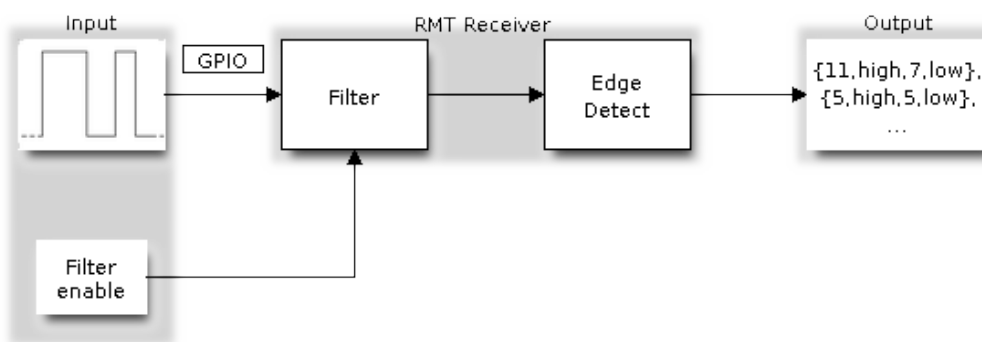 Input
RMT Receiver
Output
GPIO
Filter
Edge
Detect
{11,high,7,low},
{5,high,5,low},
...
Filter
enable